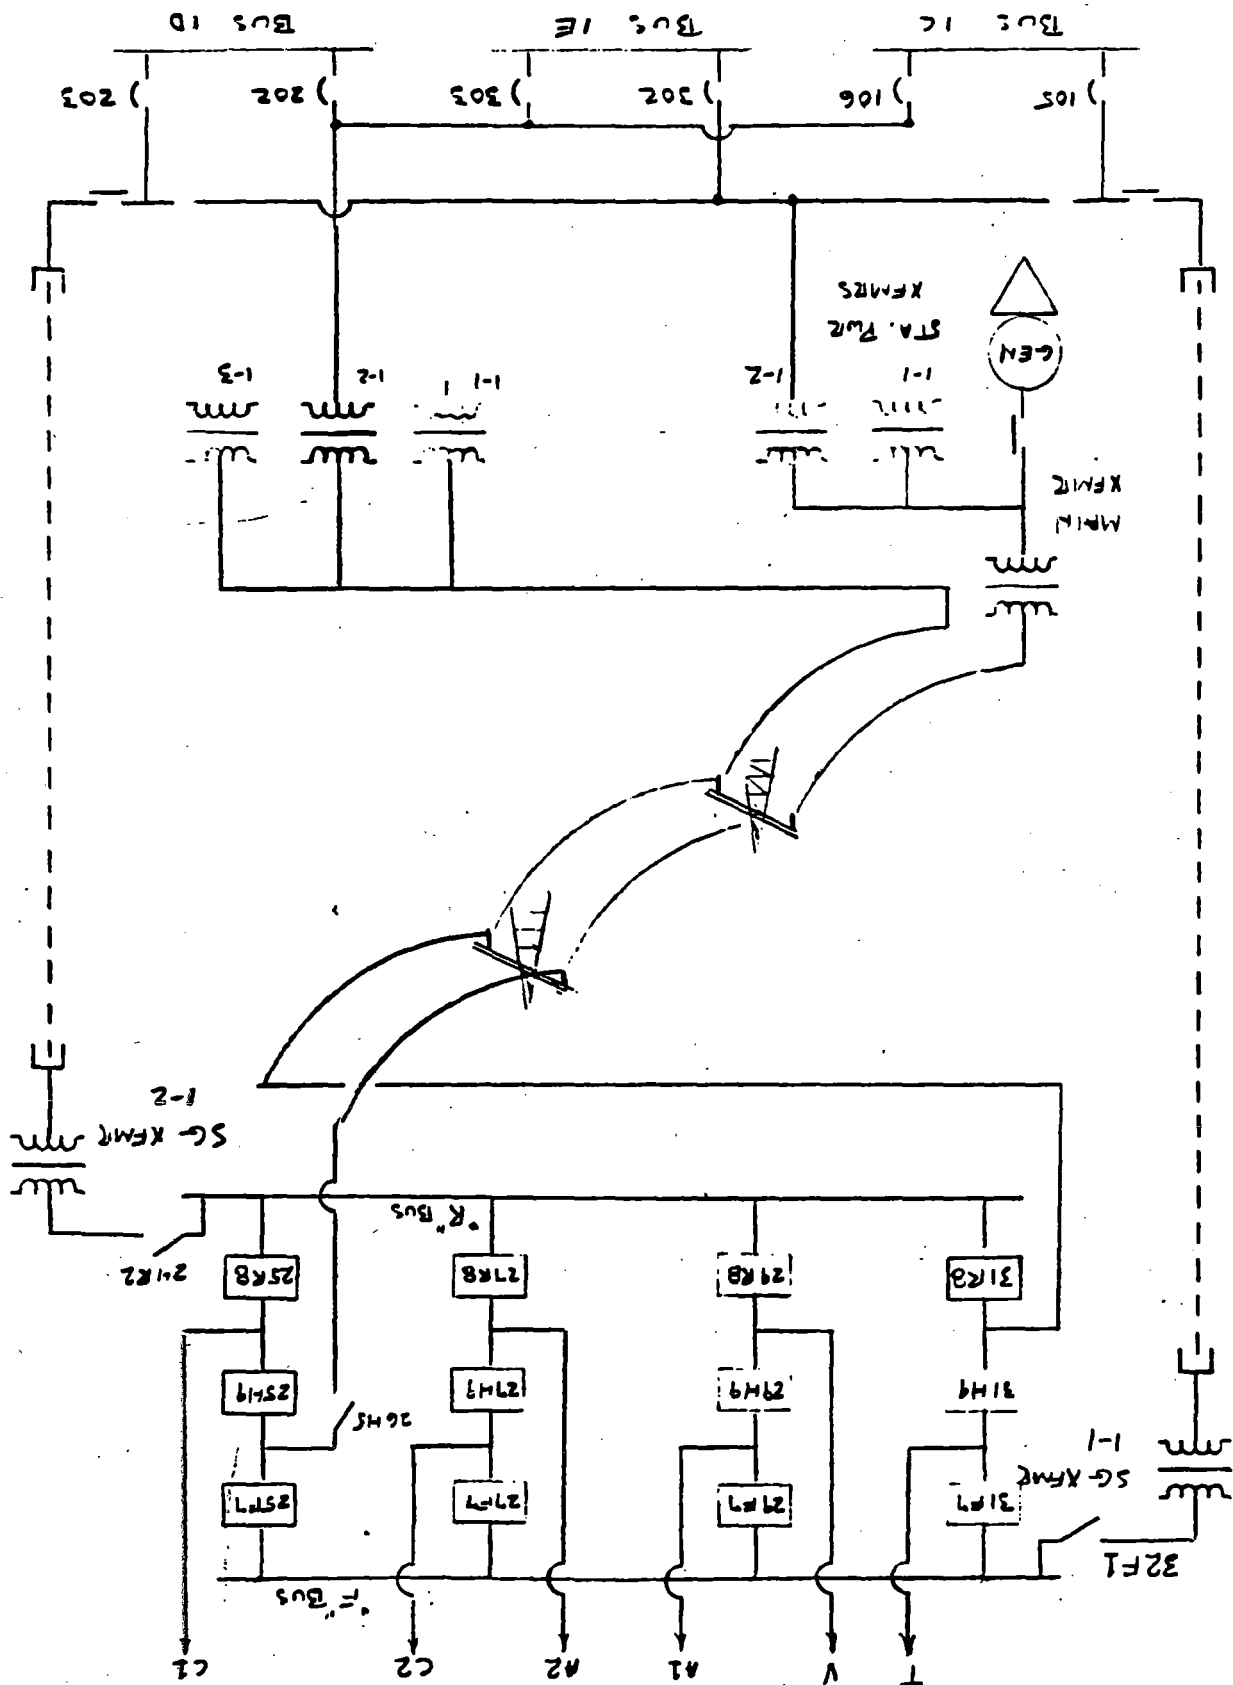 T
V
A1
A2
C2
C1
"F" BUS
32F1
31F7
29F7
27F7
25F7
SG XFMR
1-1
26H5
31H9
29H9
27H9
25H9
31R8
29R8
27R8
25R8
24R2
"R" BUS
SG XFMR
1-2
MAIN
XFMR
GEN
1-1
1-2
STA. PWR
XFMRS
1-1
1-2
1-3
105
106
302
303
202
203
BUS 1C
BUS 1E
BUS 1D